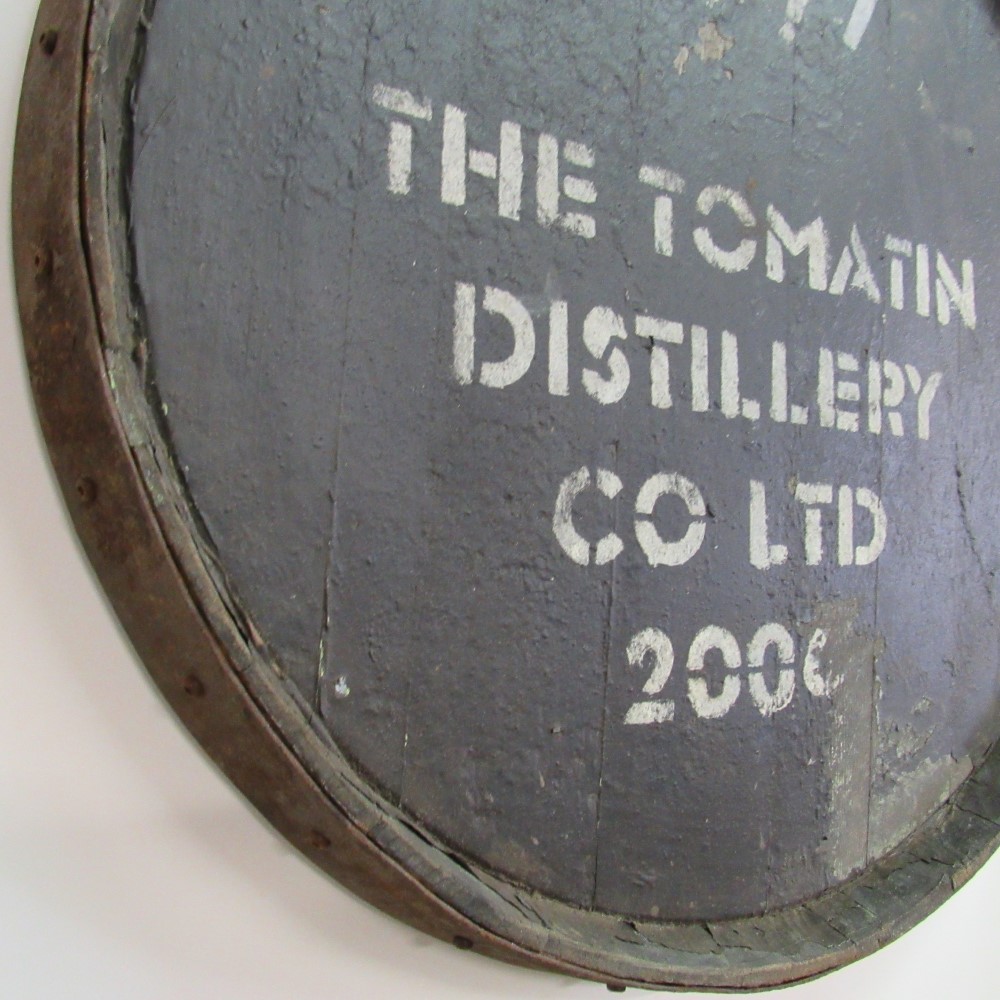 THE TOMATIN
DISTILLERY
CO LTD